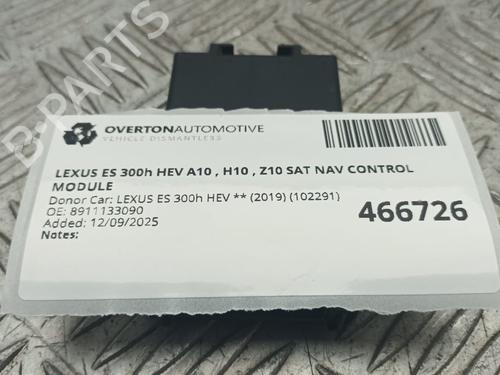 B-PARTS
OVERTONAUTOMOTIVE
VEHICLE DISMANTLERS
LEXUS ES 300h HEV A10 , H10 , Z10 SAT NAV CONTROL
MODULE
Donor Car: LEXUS ES 300h HEV ** (2019) (102291)
OE: 8911133090
Added: 12/09/2025
Notes:
466726